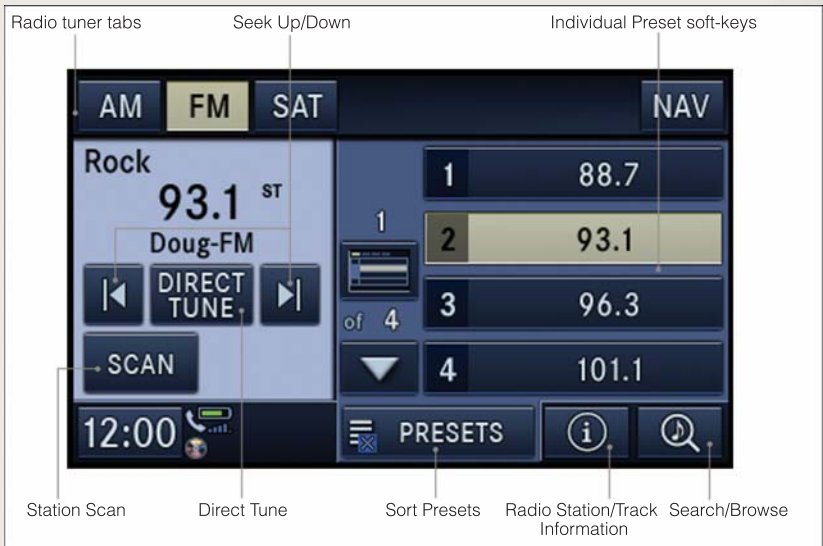 Radio tuner tabs
Seek Up/Down
Individual Preset soft-keys
AM
FM
SAT
NAV
Rock
93.1 ST
Doug-FM
DIRECT
TUNE
SCAN
12:00
1
of 4
1 88.7
2 93.1
3 96.3
4 101.1
PRESETS
i
Station Scan
Direct Tune
Sort Presets
Radio Station/Track
Information
Search/Browse